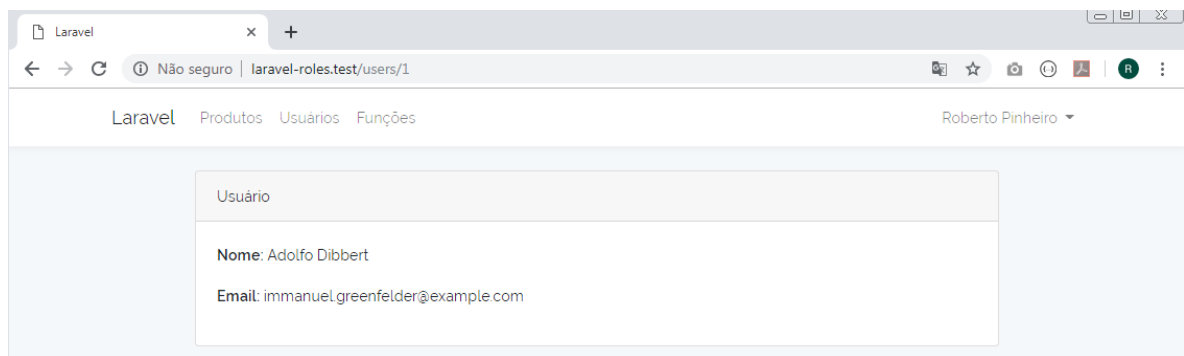 Laravel
Não seguro | laravel-roles.test/users/1
R
Laravel Produtos Usuários Funções Roberto Pinheiro
Usuário
Nome: Adolfo Dibbert
Email: immanuel.greenfelder@example.com